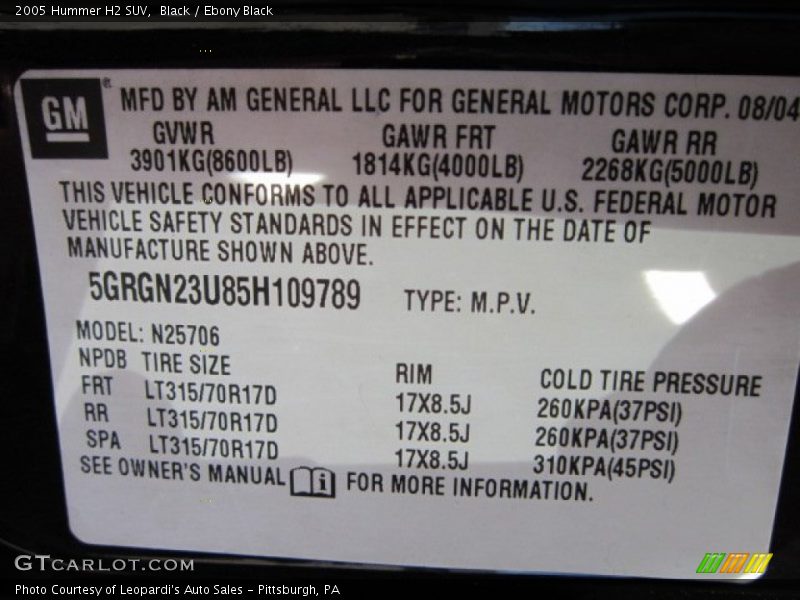 2005 Hummer H2 SUV,  Black / Ebony Black
GM
MFD BY AM GENERAL LLC FOR GENERAL MOTORS CORP. 08/04
GVWR GAWR FRT GAWR RR
3901KG(8600LB) 1814KG(4000LB) 2268KG(5000LB)
THIS VEHICLE CONFORMS TO ALL APPLICABLE U.S. FEDERAL MOTOR
VEHICLE SAFETY STANDARDS IN EFFECT ON THE DATE OF
MANUFACTURE SHOWN ABOVE.
5GRGN23U85H109789 TYPE: M.P.V.
MODEL: N25706
NPDB TIRE SIZE RIM COLD TIRE PRESSURE
FRT LT315/70R17D 17X8.5J 260KPA(37PSI)
RR LT315/70R17D 17X8.5J 260KPA(37PSI)
SPA LT315/70R17D 17X8.5J 310KPA(45PSI)
SEE OWNER'S MANUAL i FOR MORE INFORMATION.
GTCARLOT.COM
Photo Courtesy of Leopardi's Auto Sales - Pittsburgh, PA